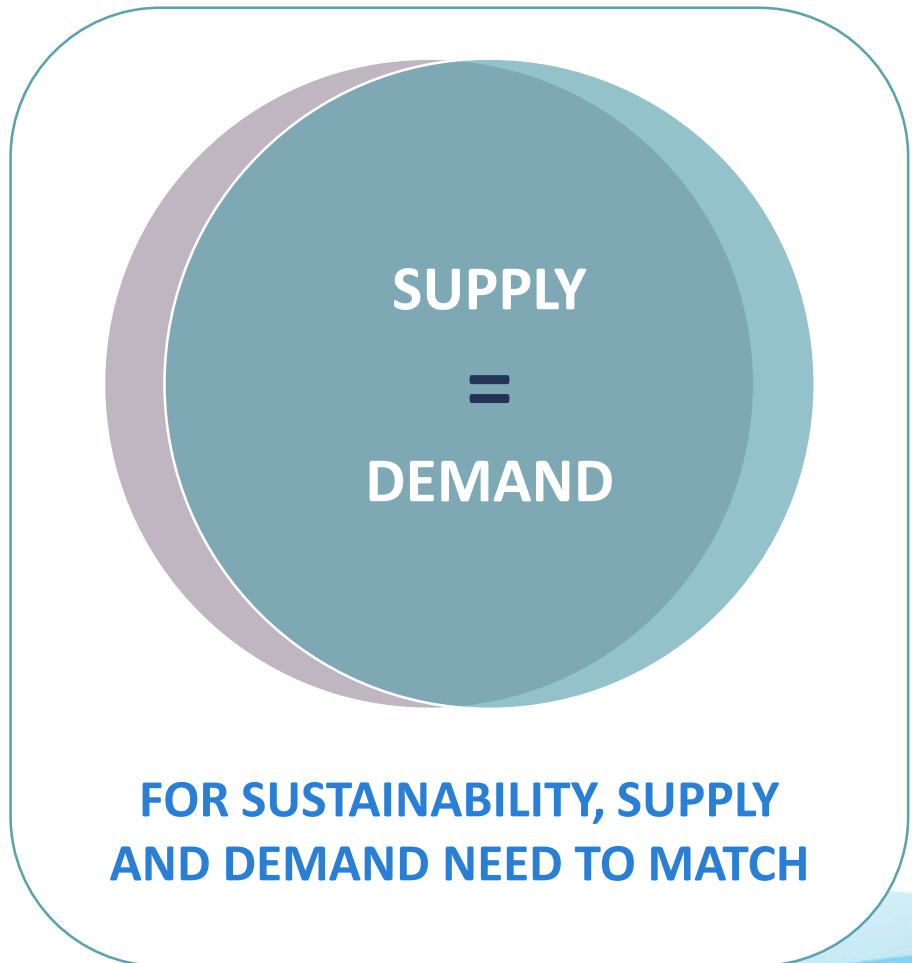 SUPPLY
=
DEMAND
FOR SUSTAINABILITY, SUPPLY
AND DEMAND NEED TO MATCH